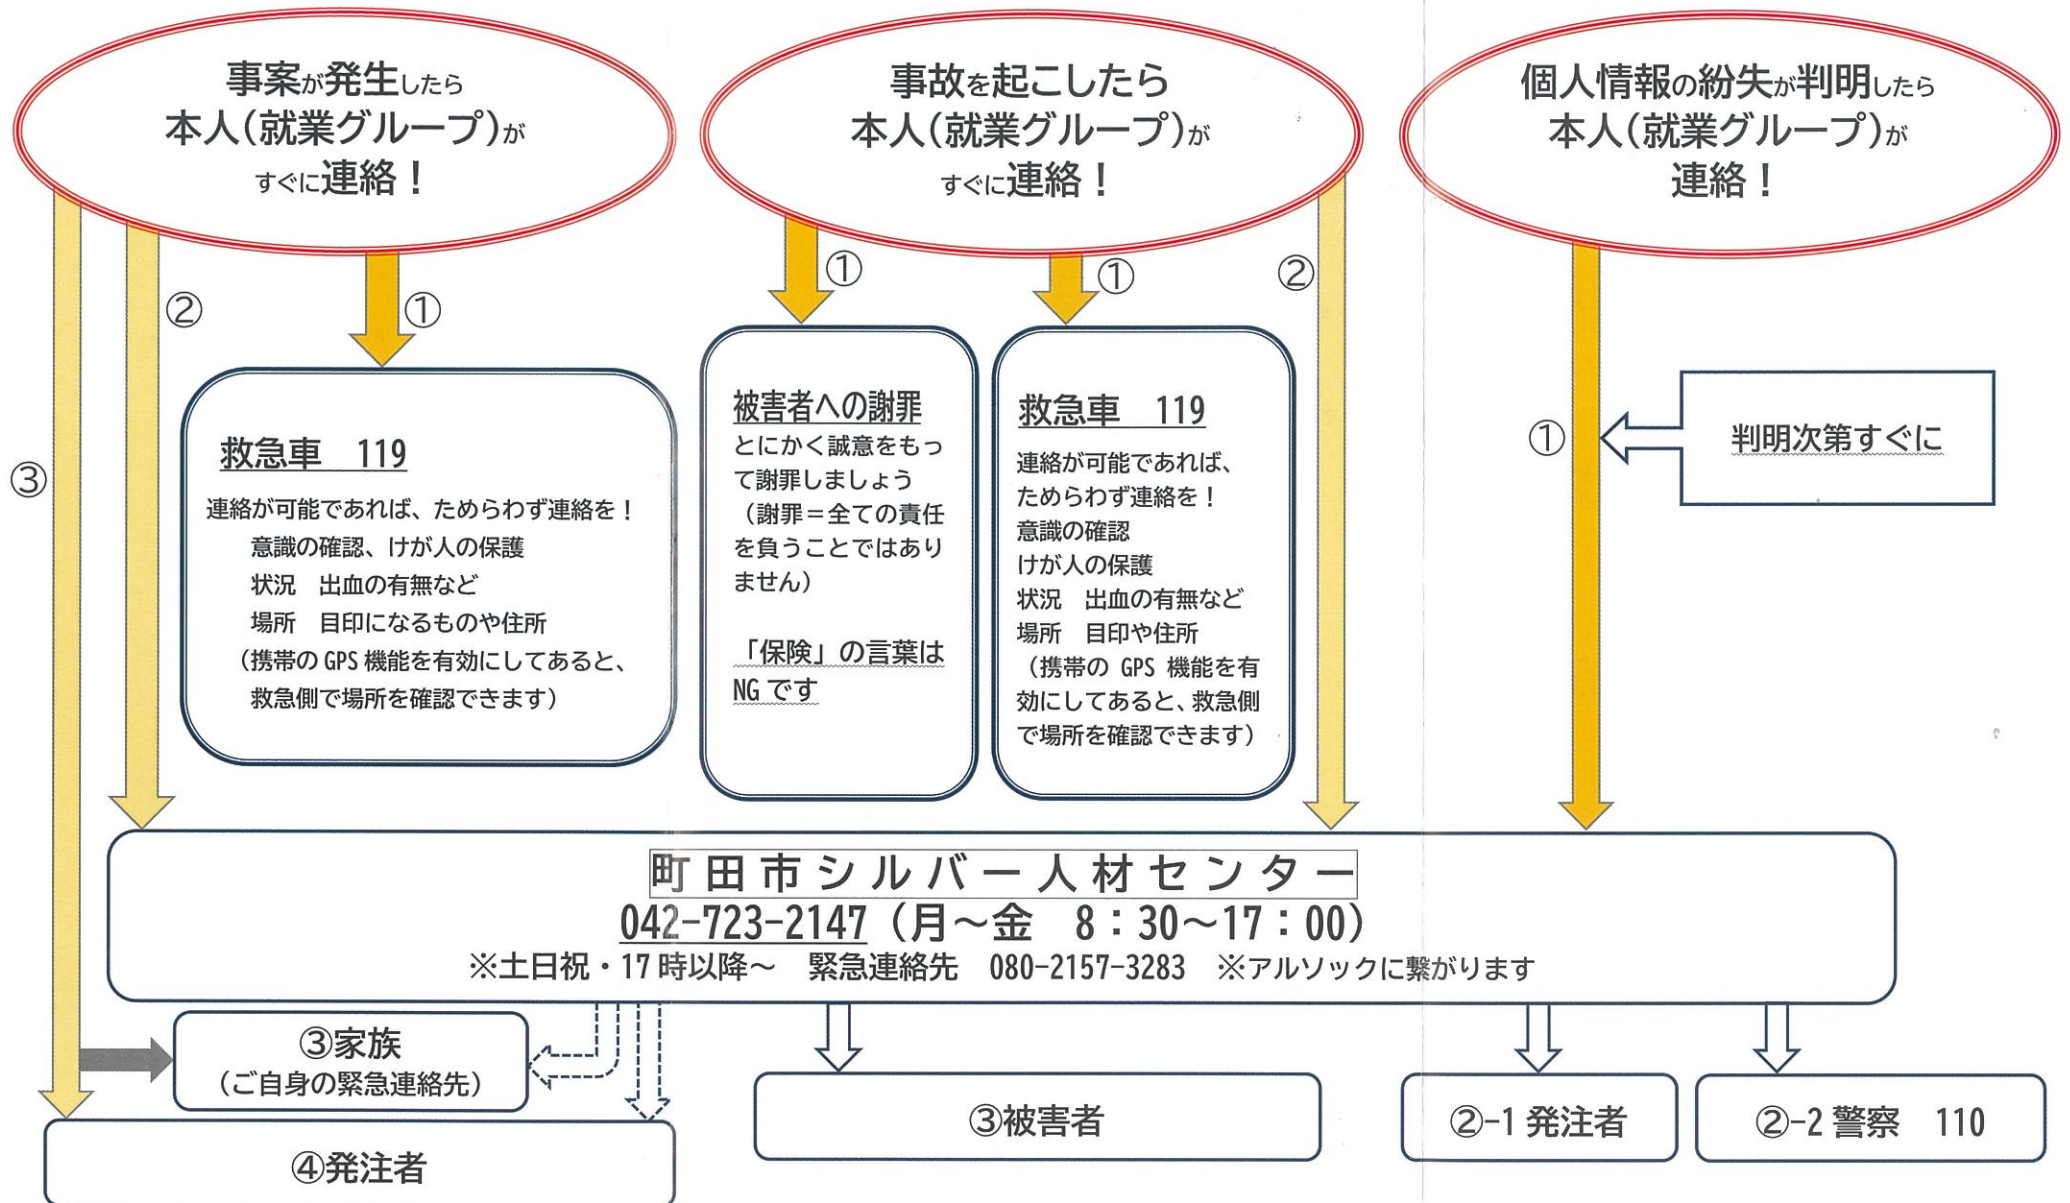 事案が発生したら
本人(就業グループ)が
すぐに連絡！
①
②
③
救急車　119
連絡が可能であれば、ためらわず連絡を！
意識の確認、けが人の保護
状況　出血の有無など
場所　目印になるものや住所
(携帯の GPS 機能を有効にしてあると、
救急側で場所を確認できます)
事故を起こしたら
本人(就業グループ)が
すぐに連絡！
①
①
②
被害者への謝罪
とにかく誠意をもっ
て謝罪しましょう
（謝罪＝全ての責任
を負うことではあり
ません）
「保険」の言葉は
NG です
救急車　119
連絡が可能であれば、
ためらわず連絡を！
意識の確認
けが人の保護
状況　出血の有無など
場所　目印や住所
（携帯の GPS 機能を有
効にしてあると、救急側
で場所を確認できます）
個人情報の紛失が判明したら
本人(就業グループ)が
連絡！
①
判明次第すぐに
町田市シルバー人材センター
042-723-2147（月～金　8：30～17：00）
※土日祝・17 時以降～　緊急連絡先　080-2157-3283　※アルソックに繋がります
③家族
（ご自身の緊急連絡先）
④発注者
③被害者
②-1 発注者
②-2 警察　110